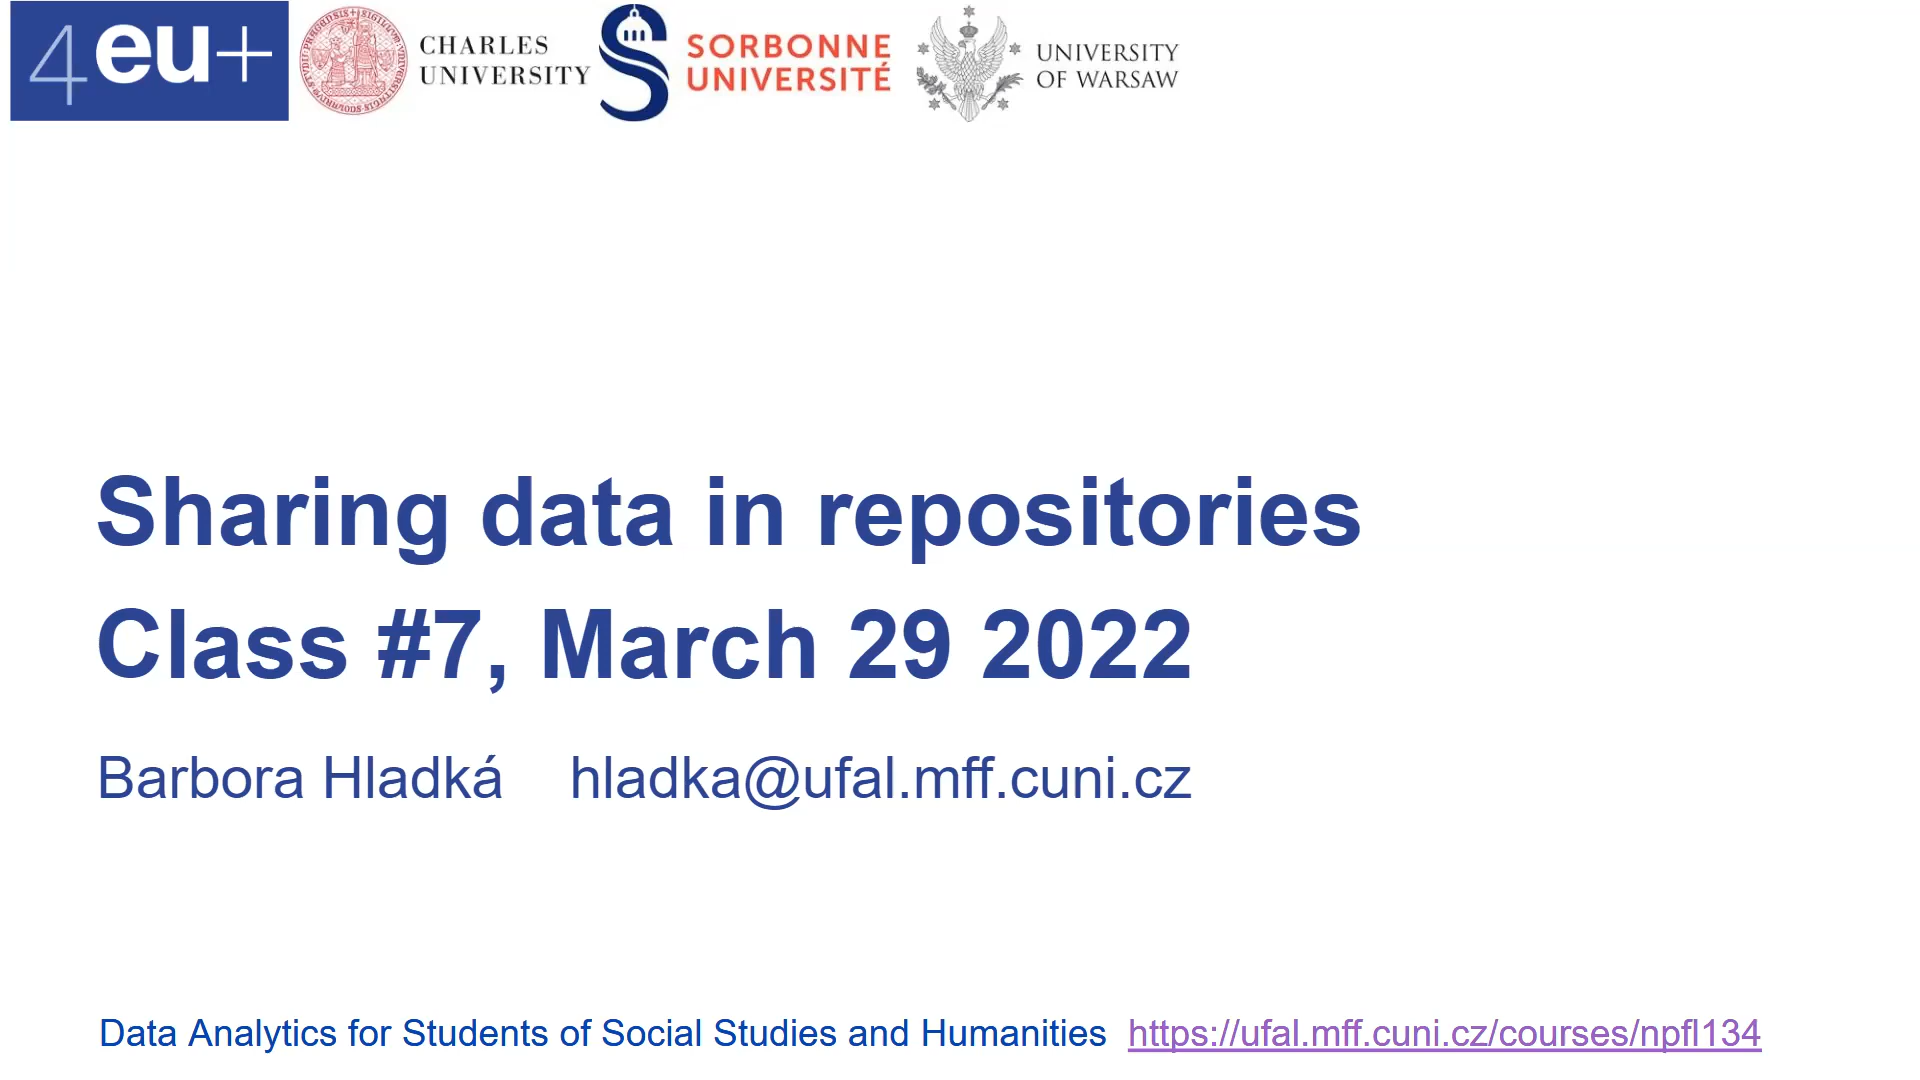 4eu+
CHARLES
UNIVERSITY
SORBONNE
UNIVERSITÉ
UNIVERSITY
OF WARSAW
Sharing data in repositories
Class #7, March 29 2022
Barbora Hladká hladka@ufal.mff.cuni.cz
Data Analytics for Students of Social Studies and Humanities https://ufal.mff.cuni.cz/courses/npfl134